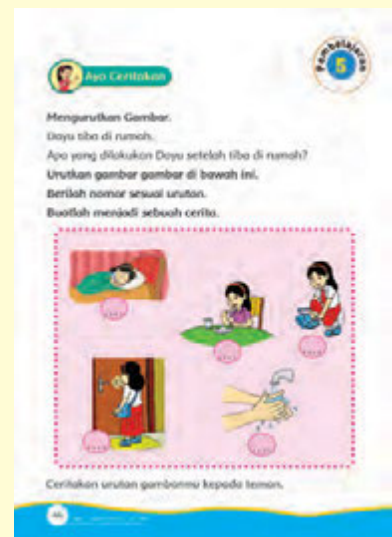 Pembelajaran
5
Ayo Ceritakan
Mengurutkan Gambar.
Dayu tiba di rumah.
Apa yang dilakukan Dayu setelah tiba di rumah?
Urutkan gambar gambar di bawah ini.
Berilah nomor sesuai urutan.
Buatlah menjadi sebuah cerita.
Ceritakan urutan gambarmu kepada teman.